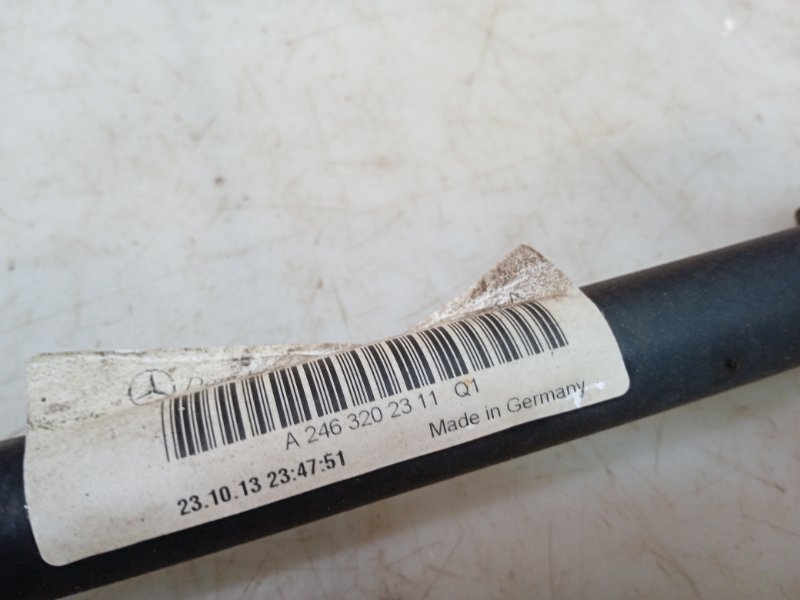 A 246 320 23 11 Q1
Made in Germany
23.10.13 23:47:51